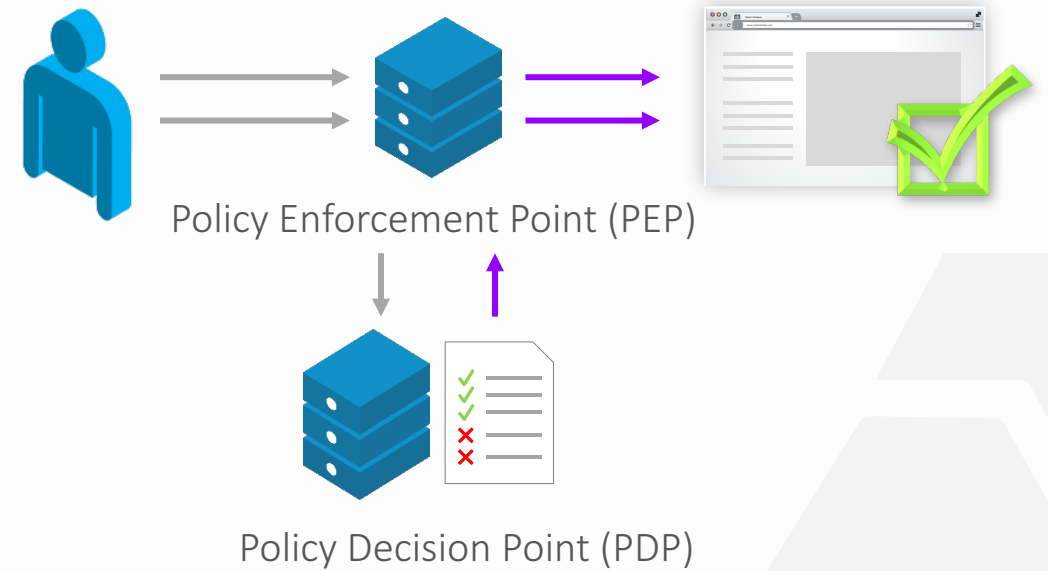 Policy Enforcement Point (PEP)
Policy Decision Point (PDP)